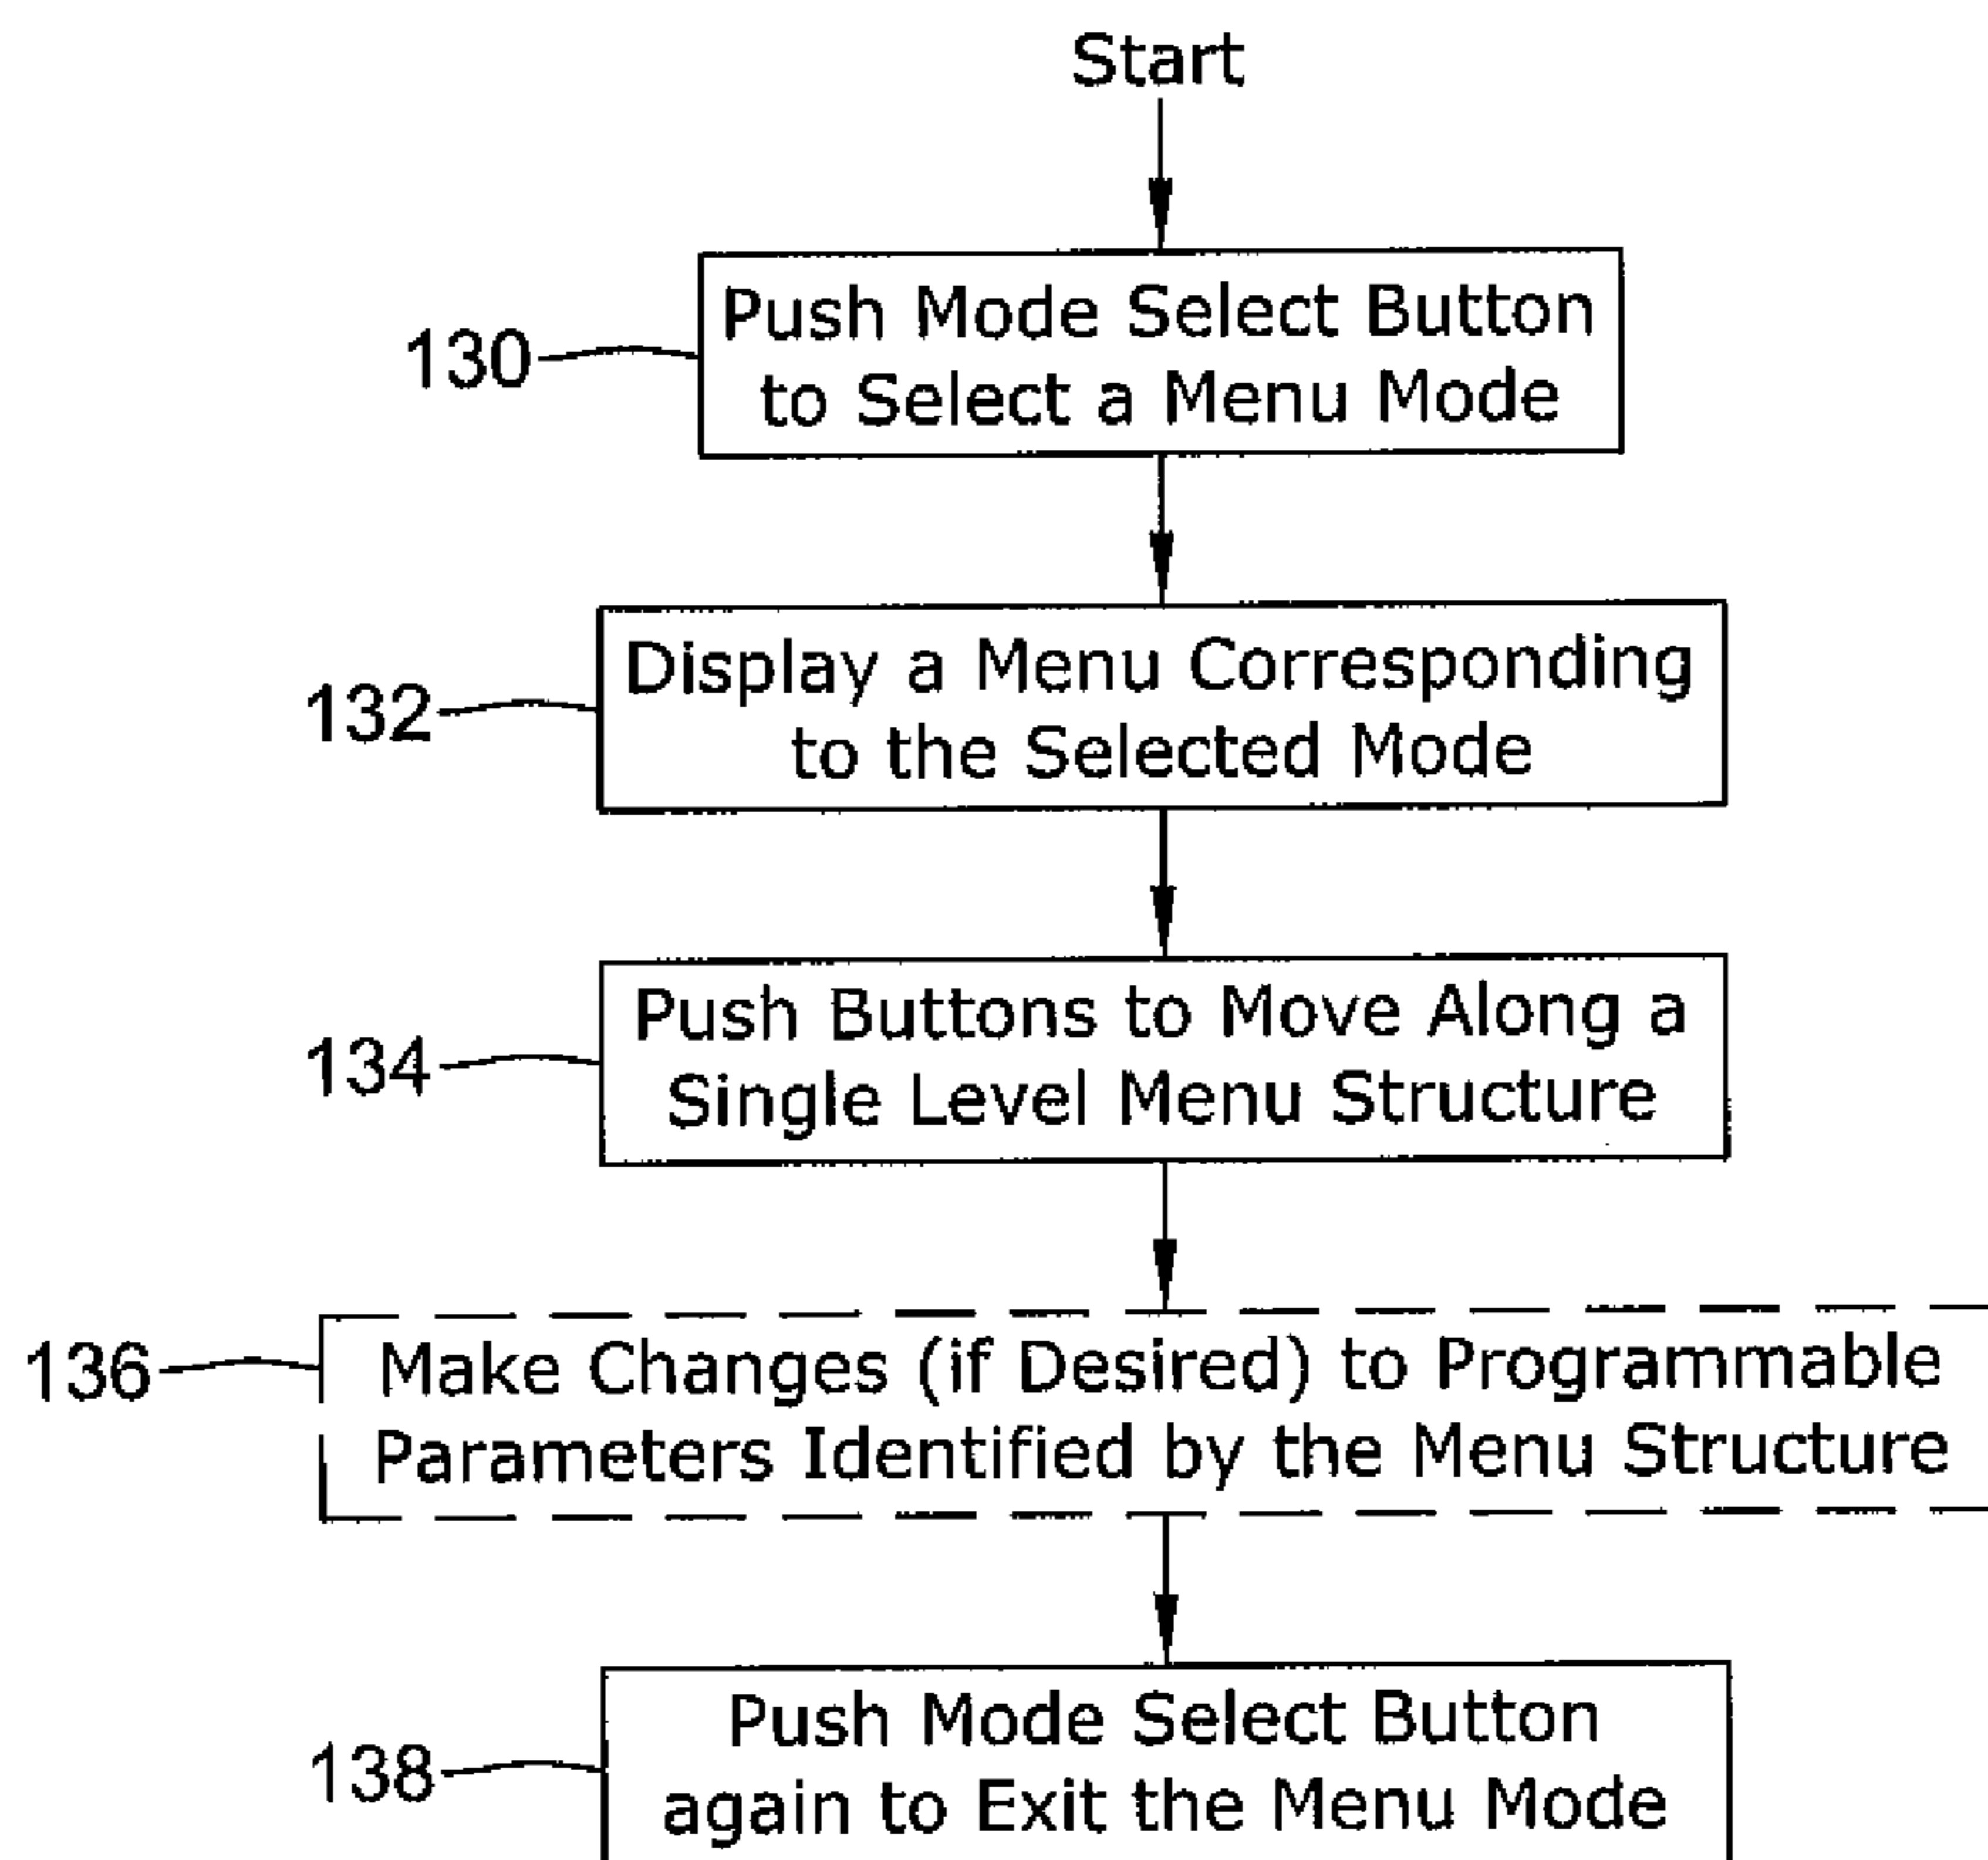 Start
130
Push Mode Select Button
to Select a Menu Mode
132
Display a Menu Corresponding
to the Selected Mode
134
Push Buttons to Move Along a
Single Level Menu Structure
136
Make Changes (if Desired) to Programmable
Parameters Identified by the Menu Structure
138
Push Mode Select Button
again to Exit the Menu Mode